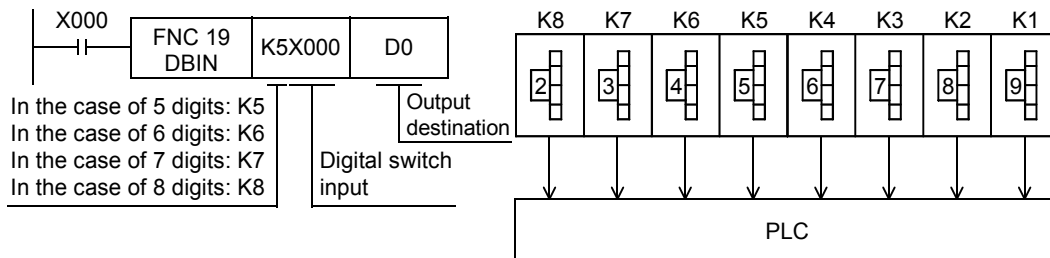 X000
FNC 19
DBIN
K5X000
D0
In the case of 5 digits: K5
In the case of 6 digits: K6
In the case of 7 digits: K7
In the case of 8 digits: K8
Output
destination
Digital switch
input
K8 K7 K6 K5 K4 K3 K2 K1
2 3 4 5 6 7 8 9
PLC